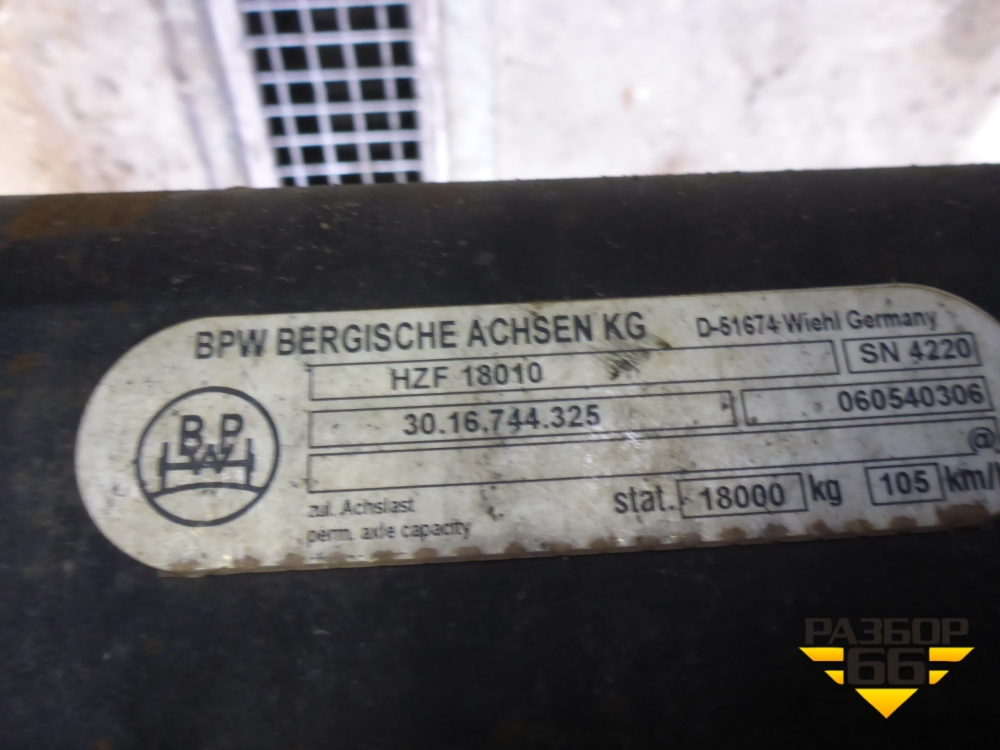 BPW BERGISCHE ACHSEN KG D-51674 Wiehl Germany
HZF 18010 SN 4220
30.16.744.325 060540306
BPW
@
zul. Achslast stat. 18000 kg 105 km/
perm. axle capacity
РАЗБОР
66